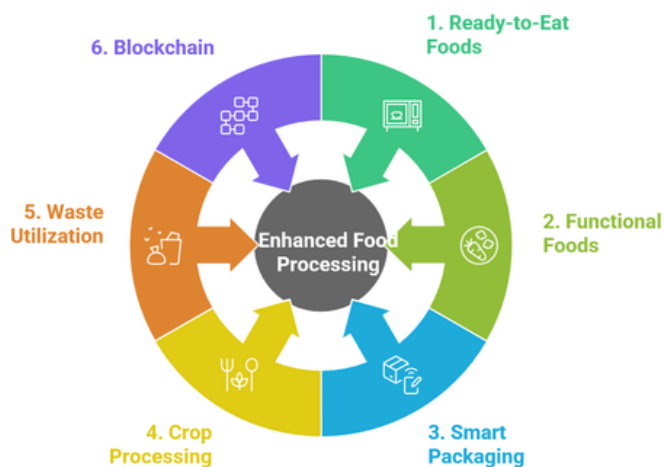 1. Ready-to-Eat
Foods
2. Functional
Foods
3. Smart
Packaging
4. Crop
Processing
5. Waste
Utilization
6. Blockchain
Enhanced Food
Processing